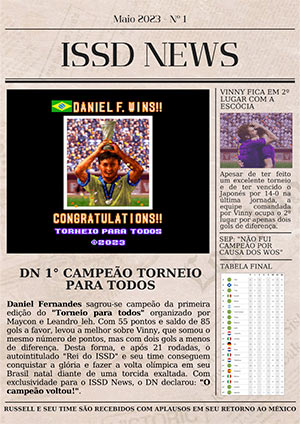 Maio 2023 - Nº 1
ISSD NEWS
DANIEL F. WINS!!
CONGRATULATIONS!!
TORNEIO PARA TODOS
©2023
DN 1° CAMPEÃO TORNEIO
PARA TODOS
Daniel Fernandes sagrou-se campeão da primeira
edição do "Torneio para todos" organizado por
Maycon e Leandro Jeh. Com 55 pontos e saldo de 85
gols a favor, levou a melhor sobre Vinny, que somou o
mesmo número de pontos, mas com dois gols a menos
de diferença. Desta forma, e após 21 rodadas, o
autointitulado "Rei do ISSD" e seu time conseguem
conquistar a glória e fazer a volta olímpica em seu
Brasil natal diante de uma torcida exaltada. Com
exclusividade para o ISSD News, o DN declarou: "O
campeão voltou!".
VINNY FICA EM 2º
LUGAR COM A
ESCÓCIA
Apesar de ter feito
um excelente torneio
e de ter vencido o
Japonés por 14-0 na
última jornada, a
equipe comandada
por Vinny ocupa o 2º
lugar por apenas dois
gols de diferença.
SEP: "NÃO FUI
CAMPEÃO POR
CAUSA DOS WOS"
TABELA FINAL
RUSSELL E SEU TIME SÃO RECEBIDOS COM APLAUSOS EM SEU RETORNO AO MÉXICO